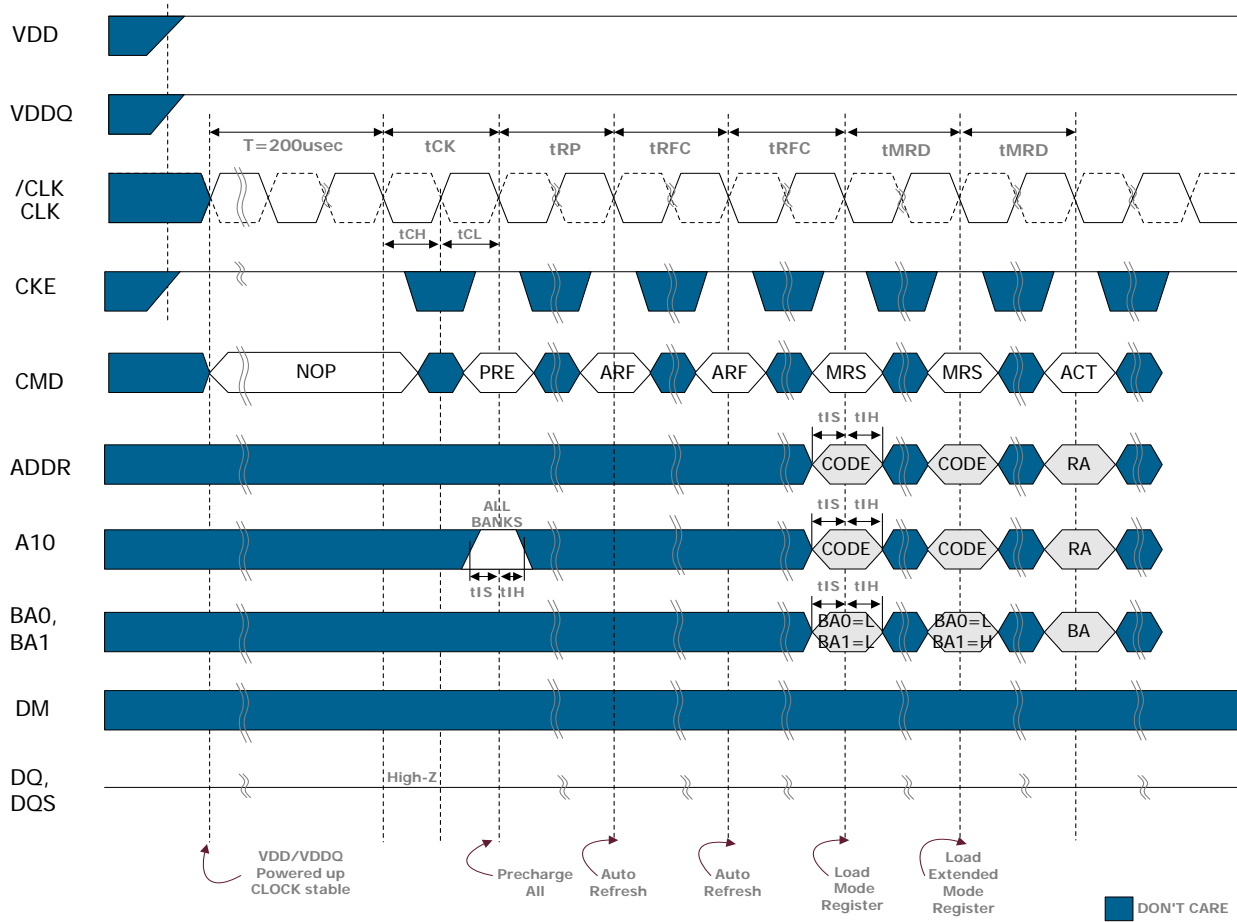 VDD
VDDQ
T=200usec tCK tRP tRFC tRFC tMRD tMRD
/CLK
CLK
tCH tCL
CKE
CMD NOP PRE ARF ARF MRS MRS ACT
tIS tIH
ADDR CODE CODE RA
ALL
BANKS
tIS tIH
A10 CODE CODE RA
tIS tIH
tIS tIH
BA0,
BA1
BA0=L
BA1=L
BA0=L
BA1=H
BA
DM
DQ,
DQS
High-Z
VDD/VDDQ
Powered up
CLOCK stable
Precharge
All
Auto
Refresh
Auto
Refresh
Load
Mode
Register
Load
Extended
Mode
Register
DON'T CARE